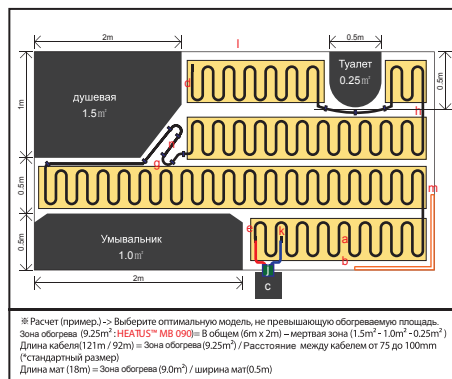 2m
l
0.5m
1m
душевая
1.5㎡
d
Туалет
0.25㎡
0.5m
h
g
0.5m
m
0.5m
Умывальник
1.0㎡
2m
e
k
a
b
j
c
※ Расчет (пример.) -> Выберите оптимальную модель, не превышающую обогреваемую площадь.
Зона обогрева (9.25m² : HEATUS™ MB 090)= В общем (6m x 2m) – мертвая зона (1.5m² - 1.0m² - 0.25m² )
Длина кабеля(121m / 92m) = Зона обогрева(9.25m²) / Расстояние между кабелем от 75 до 100mm
(*стандартный размер)
Длина мат (18m) = Зона обогрева (9.0m²) / ширина мат(0.5m)